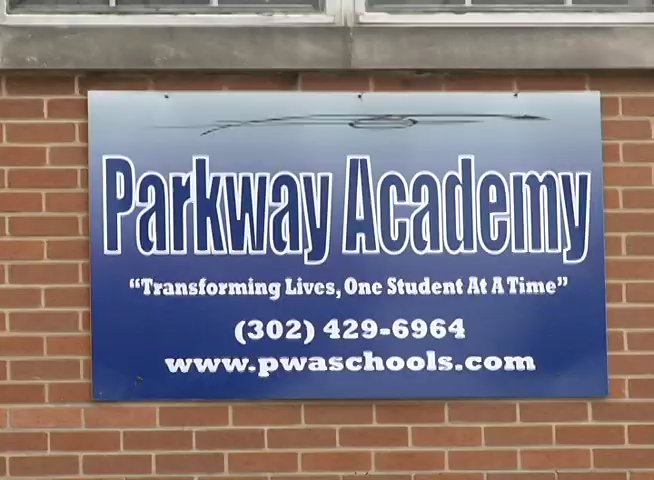 Parkway Academy
“Transforming Lives, One Student At A Time”
(302) 429-6964
www.pwaschools.com